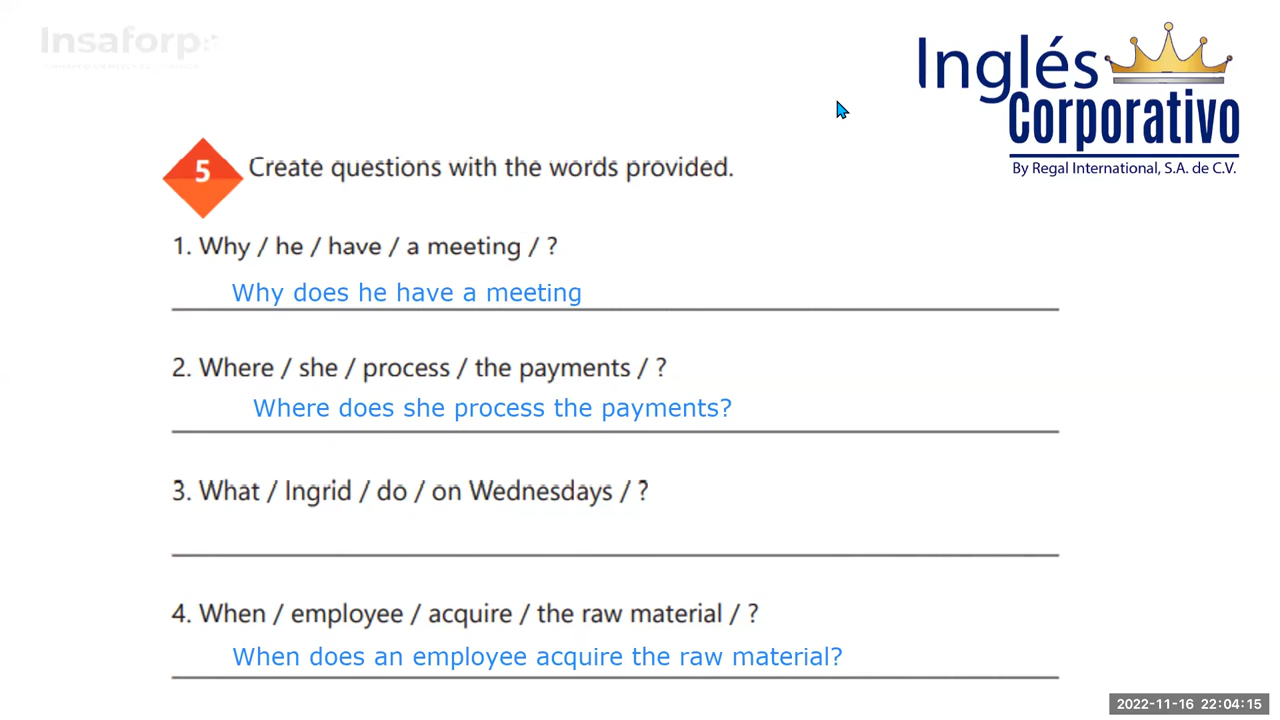 Insaforp
Inglés
Corporativo
By Regal International, S.A. de C.V.
5 Create questions with the words provided.
1. Why / he / have / a meeting / ?
Why does he have a meeting
2. Where / she / process / the payments / ?
Where does she process the payments?
3. What / Ingrid / do / on Wednesdays / ?
4. When / employee / acquire / the raw material / ?
When does an employee acquire the raw material?
2022-11-16 22:04:15